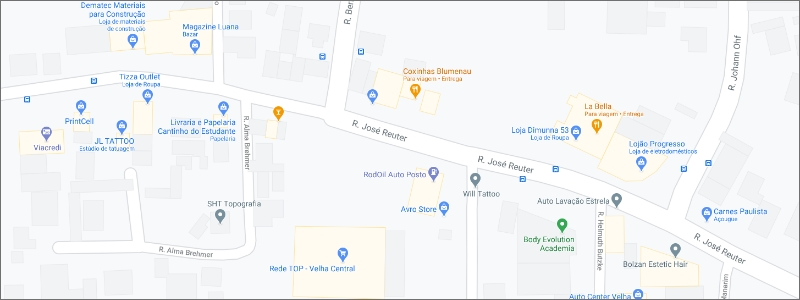 Dematec Materiais
para Construção
Loja de materiais
de construção
Magazine Luana
Bazar
R. Ben
R. Johann Ohf
Tizza Outlet
Loja de Roupa
Coxinhas Blumenau
Para viagem • Entrega
La Bella
Para viagem • Entrega
PrintCell
Livraria e Papelaria
Cantinho do Estudante
Papelaria
R. José Reuter
Loja Dimunna 53
Loja de Roupa
Viacredi
JL TATTOO
Estúdio de tatuagem
R. Alma Brehmer
Lojão Progresso
Loja de eletrodomésticos
R. José Reuter
RodOil Auto Posto
Will Tattoo
SHT Topografia
Avro Store
Auto Lavação Estrela
Carnes Paulista
Açougue
R. Helmuth Butzke
Body Evolution
Academia
R. José Reuter
R. Alma Brehmer
Rede TOP - Velha Central
Bolzan Estetic Hair
Auto Center Velha